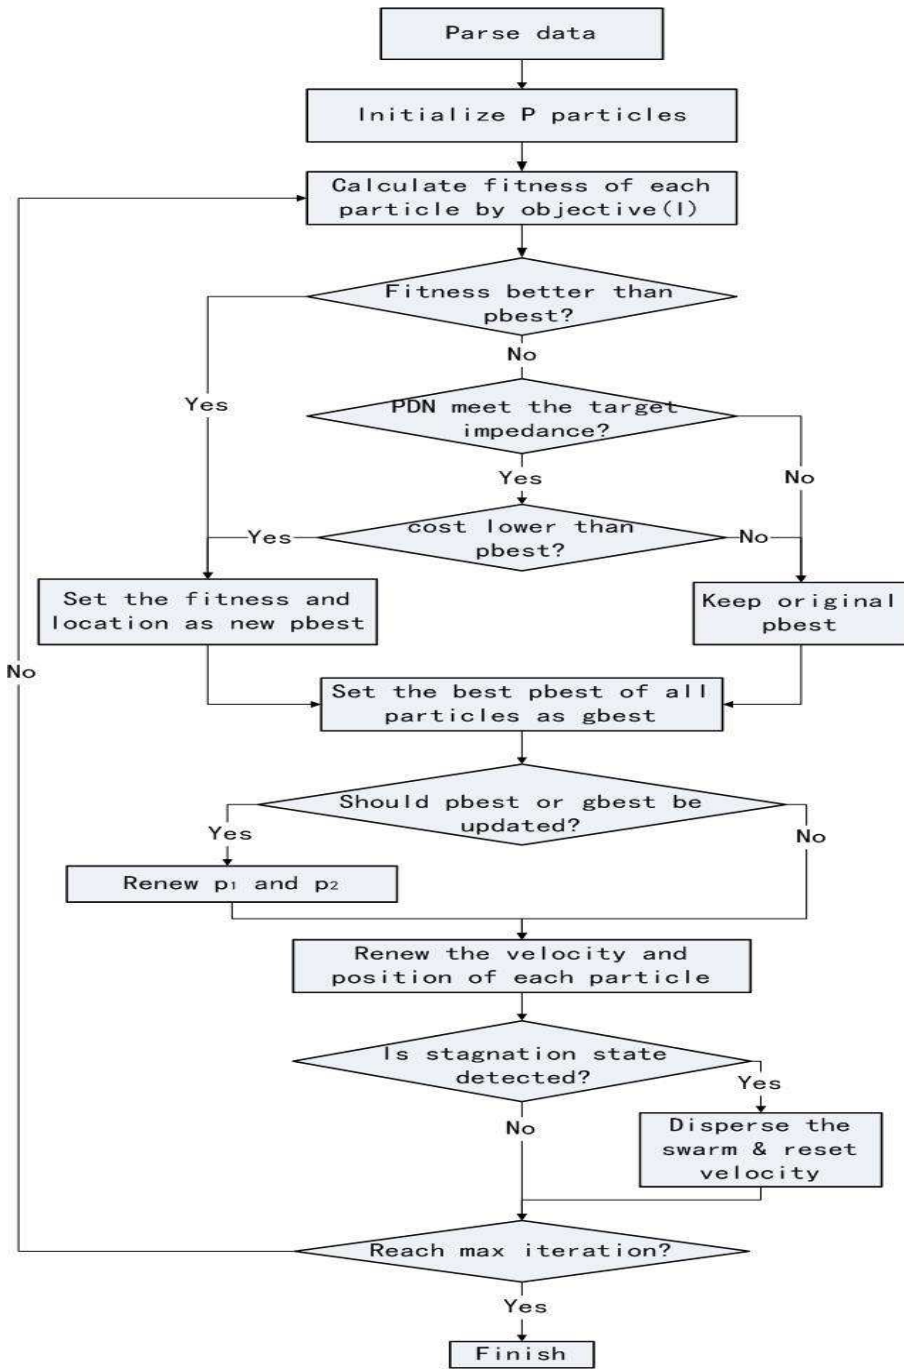 Parse data
Initialize P particles
Calculate fitness of each
particle by objective(I)
Fitness better than
pbest?
No
Yes
PDN meet the target
impedance?
Yes
No
cost lower than
pbest?
Yes
No
Set the fitness and
location as new pbest
Keep original
pbest
No
Set the best pbest of all
particles as gbest
Should pbest or gbest be
updated?
Yes
No
Renew p1 and p2
Renew the velocity and
position of each particle
Is stagnation state
detected?
Yes
No
Disperse the
swarm & reset
velocity
Reach max iteration?
Yes
Finish